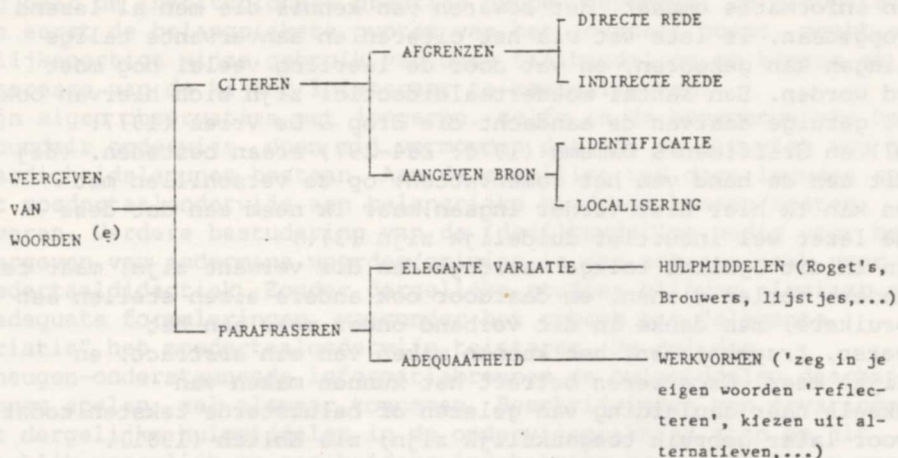 DIRECTE REDE
AFGRENZEN
CITEREN
INDIRECTE REDE
IDENTIFICATIE
WEERGEVEN
AANGEVEN BRON
VAN
LOCALISERING
WOORDEN (e)
ELEGANTE VARIATIE — HULPMIDDELEN (Roget's,
Brouwers, lijstjes,...)
PARAFRASEREN
ADEQUAATHEID — WERKVORMEN ('zeg in je
eigen woorden'reflec-
teren', kiezen uit al-
ternatieven,...)